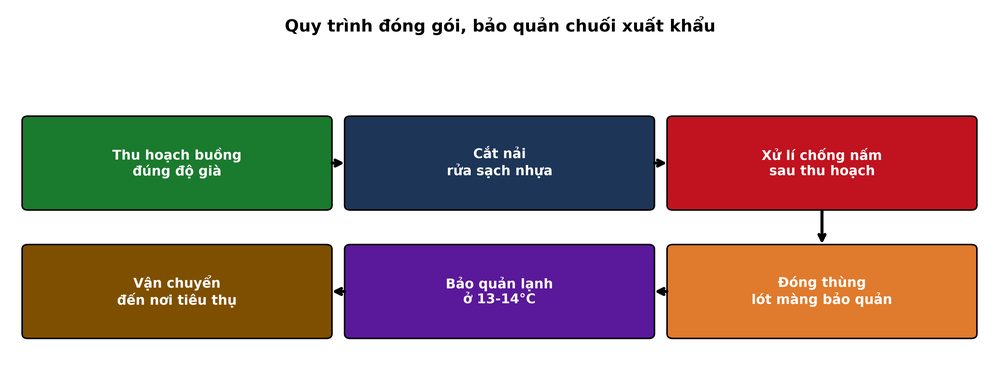 Quy trình đóng gói, bảo quản chuối xuất khẩu
Thu hoạch buồng
đúng độ già
Cắt nải
rửa sạch nhựa
Xử lí chống nấm
sau thu hoạch
Đóng thùng
lót màng bảo quản
Bảo quản lạnh
ở 13-14°C
Vận chuyển
đến nơi tiêu thụ